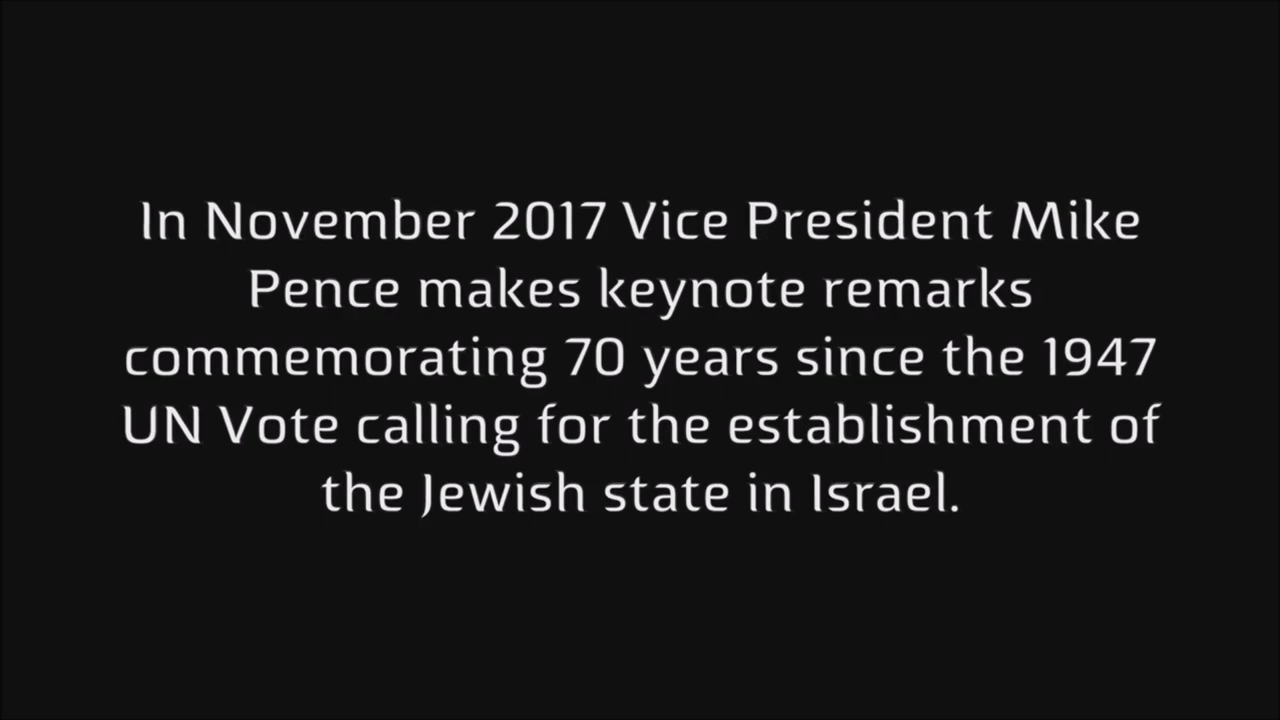 In November 2017 Vice President Mike
Pence makes keynote remarks
commemorating 70 years since the 1947
UN Vote calling for the establishment of
the Jewish state in Israel.